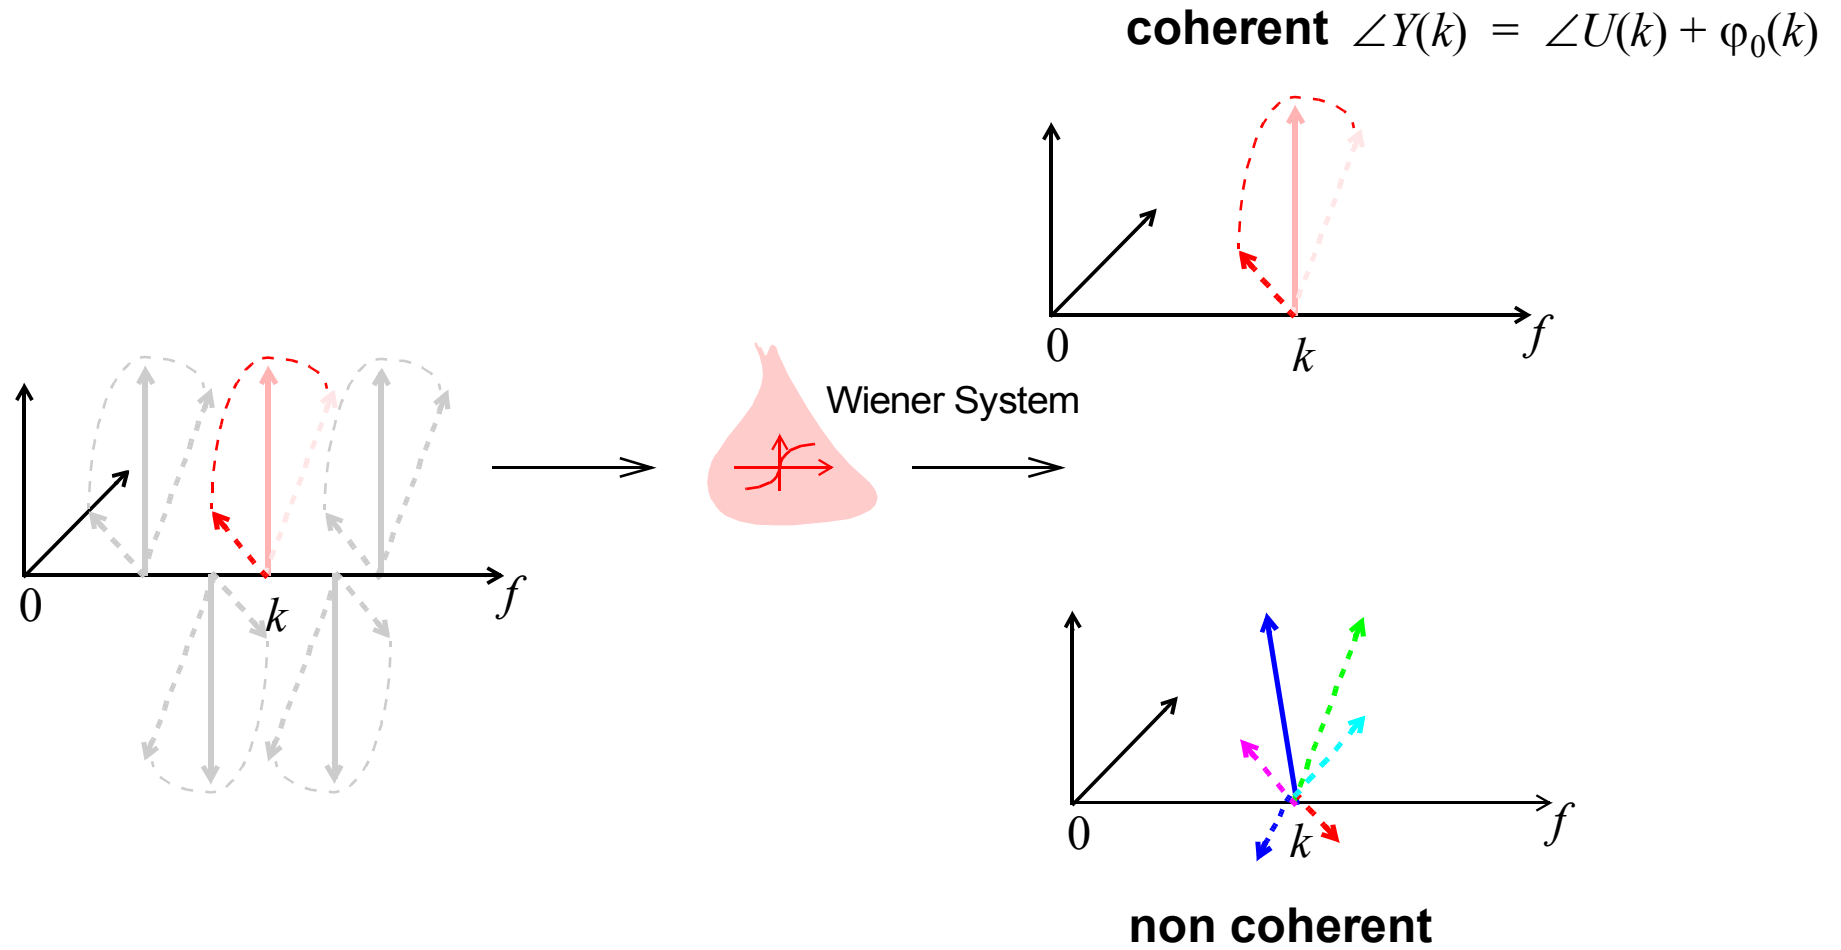 coherent ∠Y(k) = ∠U(k) + φ₀(k)
0
k
f
Wiener System
0
k
f
0
k
f
non coherent